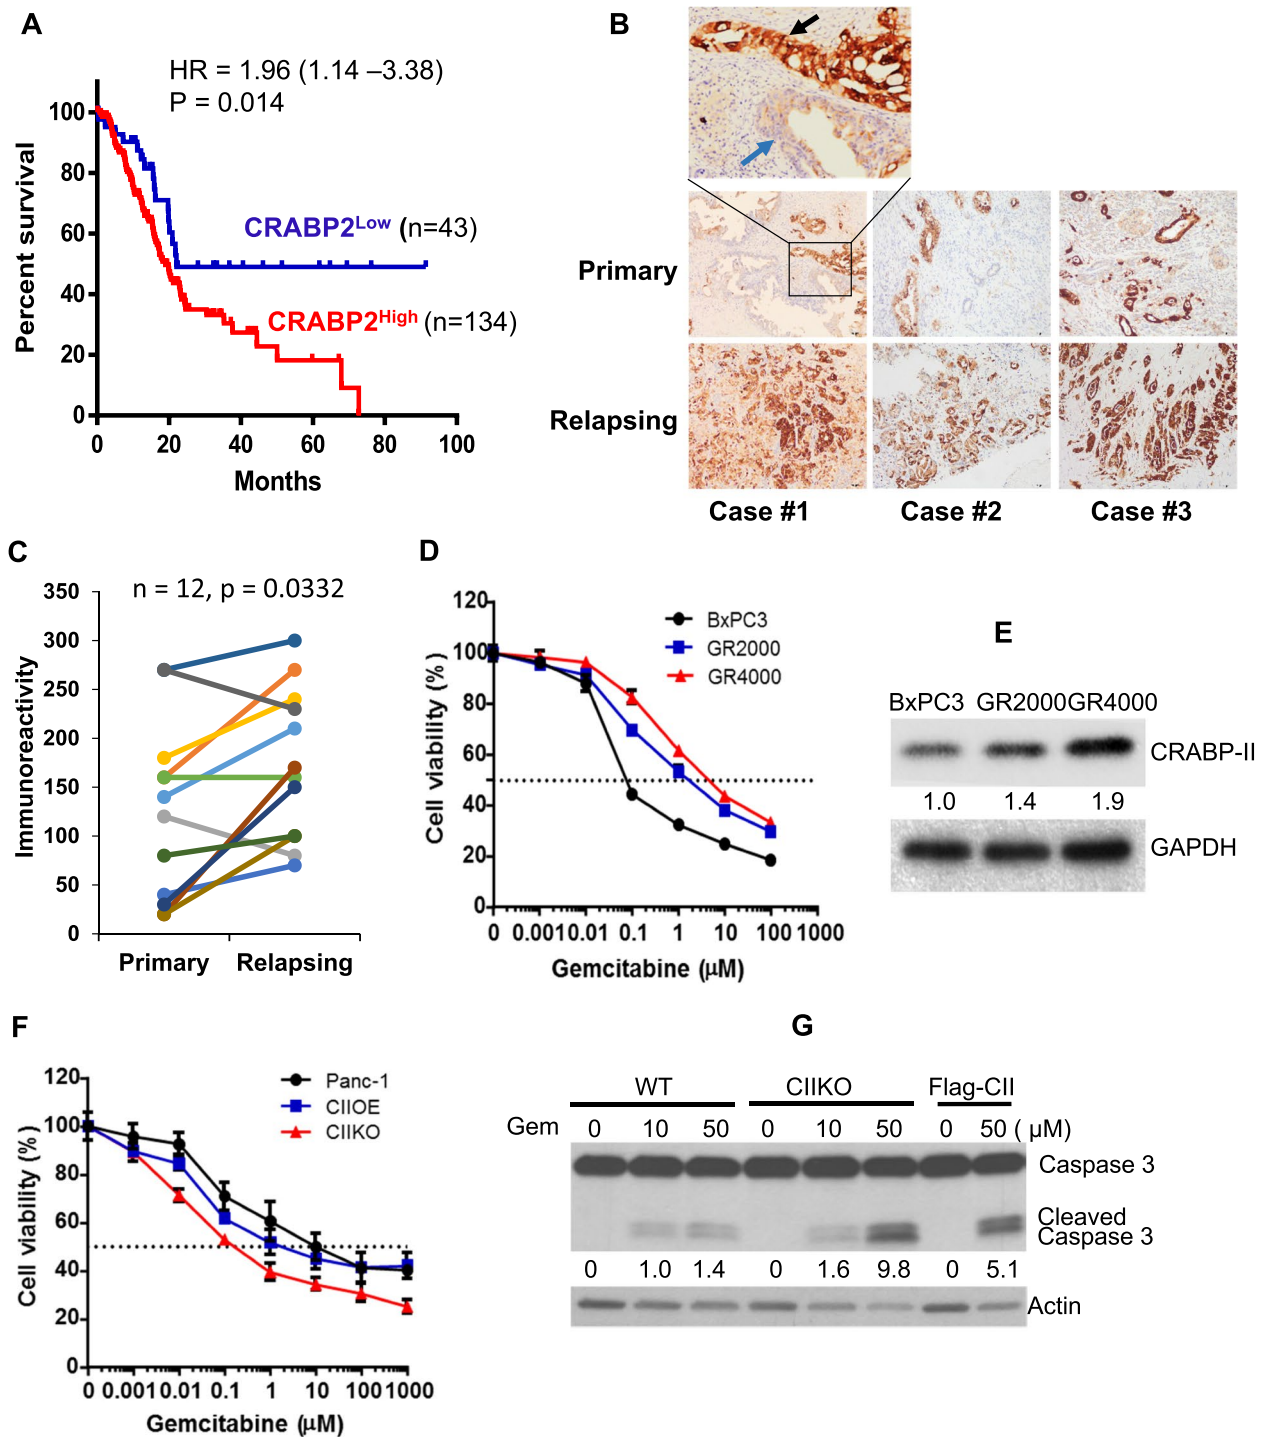 A
HR = 1.96 (1.14 –3.38)
P = 0.014
100
80
60
40
20
0
Percent survival
CRABP2Low (n=43)
CRABP2High (n=134)
0 20 40 60 80 100
Months
B
Primary
Relapsing
Case #1 Case #2 Case #3
C
n = 12, p = 0.0332
350
300
250
200
150
100
50
0
Immunoreactivity
Primary Relapsing
D
120
100
80
60
40
20
0
Cell viability (%)
BxPC3
GR2000
GR4000
0 0.001 0.01 0.1 1 10 100 1000
Gemcitabine (μM)
E
BxPC3 GR2000 GR4000
CRABP-II
1.0 1.4 1.9
GAPDH
F
120
100
80
60
40
20
0
Cell viability (%)
Panc-1
CIIOE
CIIKO
0 0.001 0.01 0.1 1 10 100 1000
Gemcitabine (μM)
G
WT CIIKO Flag-CII
Gem 0 10 50 0 10 50 0 50 ( μM)
Caspase 3
Cleaved
Caspase 3
0 1.0 1.4 0 1.6 9.8 0 5.1
Actin